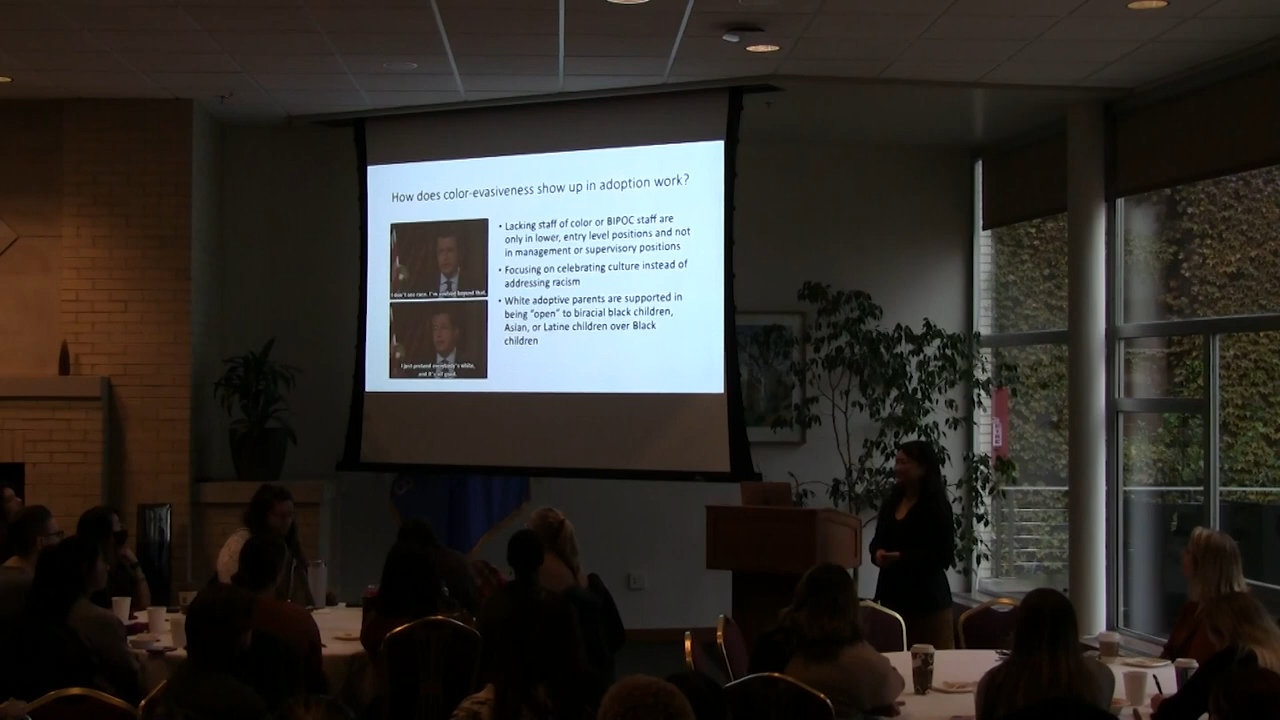 How does color-evasiveness show up in adoption work?
I don't see race. I've evolved beyond that.
I just pretend everybody's white,
and it's all good.
• Lacking staff of color or BIPOC staff are
only in lower, entry level positions and not
in management or supervisory positions
• Focusing on celebrating culture instead of
addressing racism
• White adoptive parents are supported in
being "open" to biracial black children,
Asian, or Latine children over Black
children